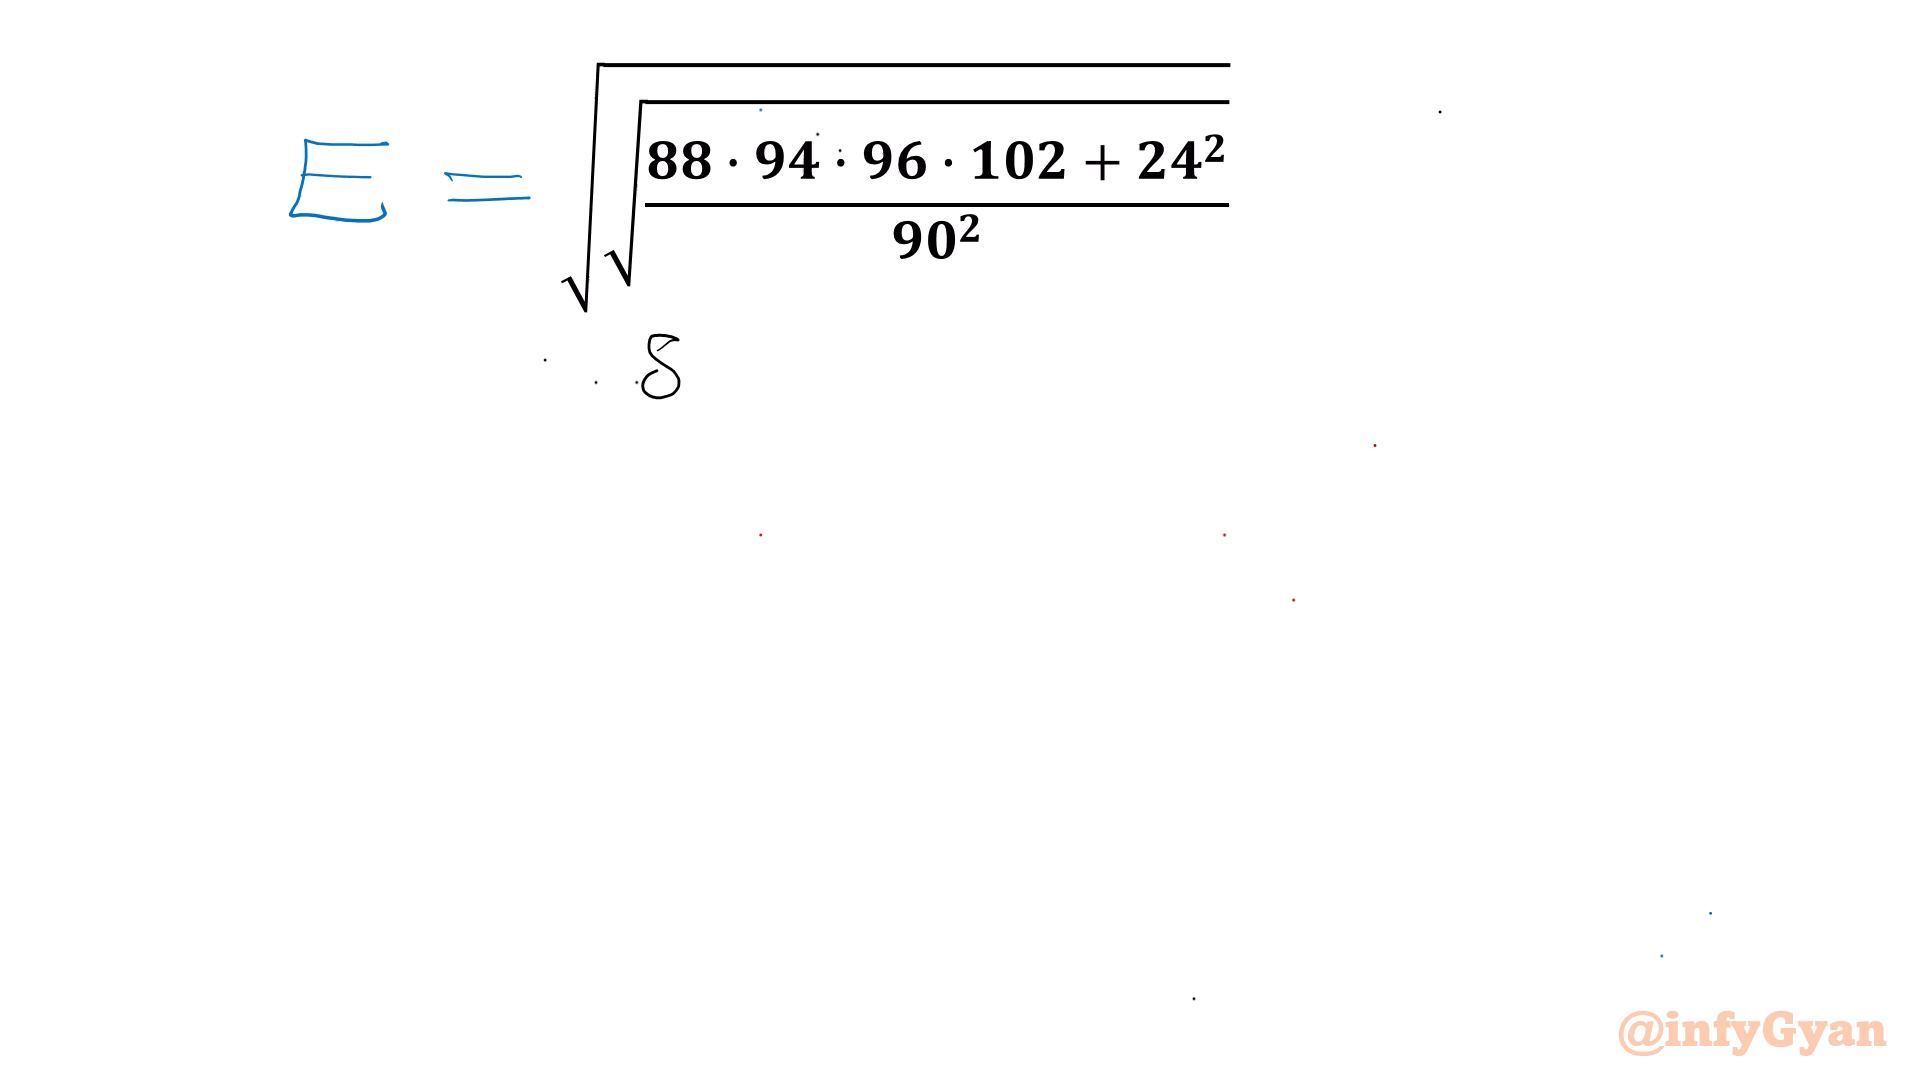 E = √√((88 · 94 · 96 · 102 + 24²) / 90²)
8
@infyGyan